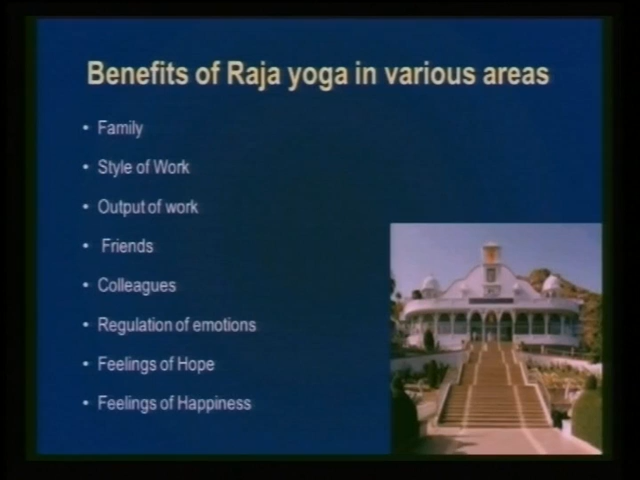 Benefits of Raja yoga in various areas
• Family
• Style of Work
• Output of work
• Friends
• Colleagues
• Regulation of emotions
• Feelings of Hope
• Feelings of Happiness